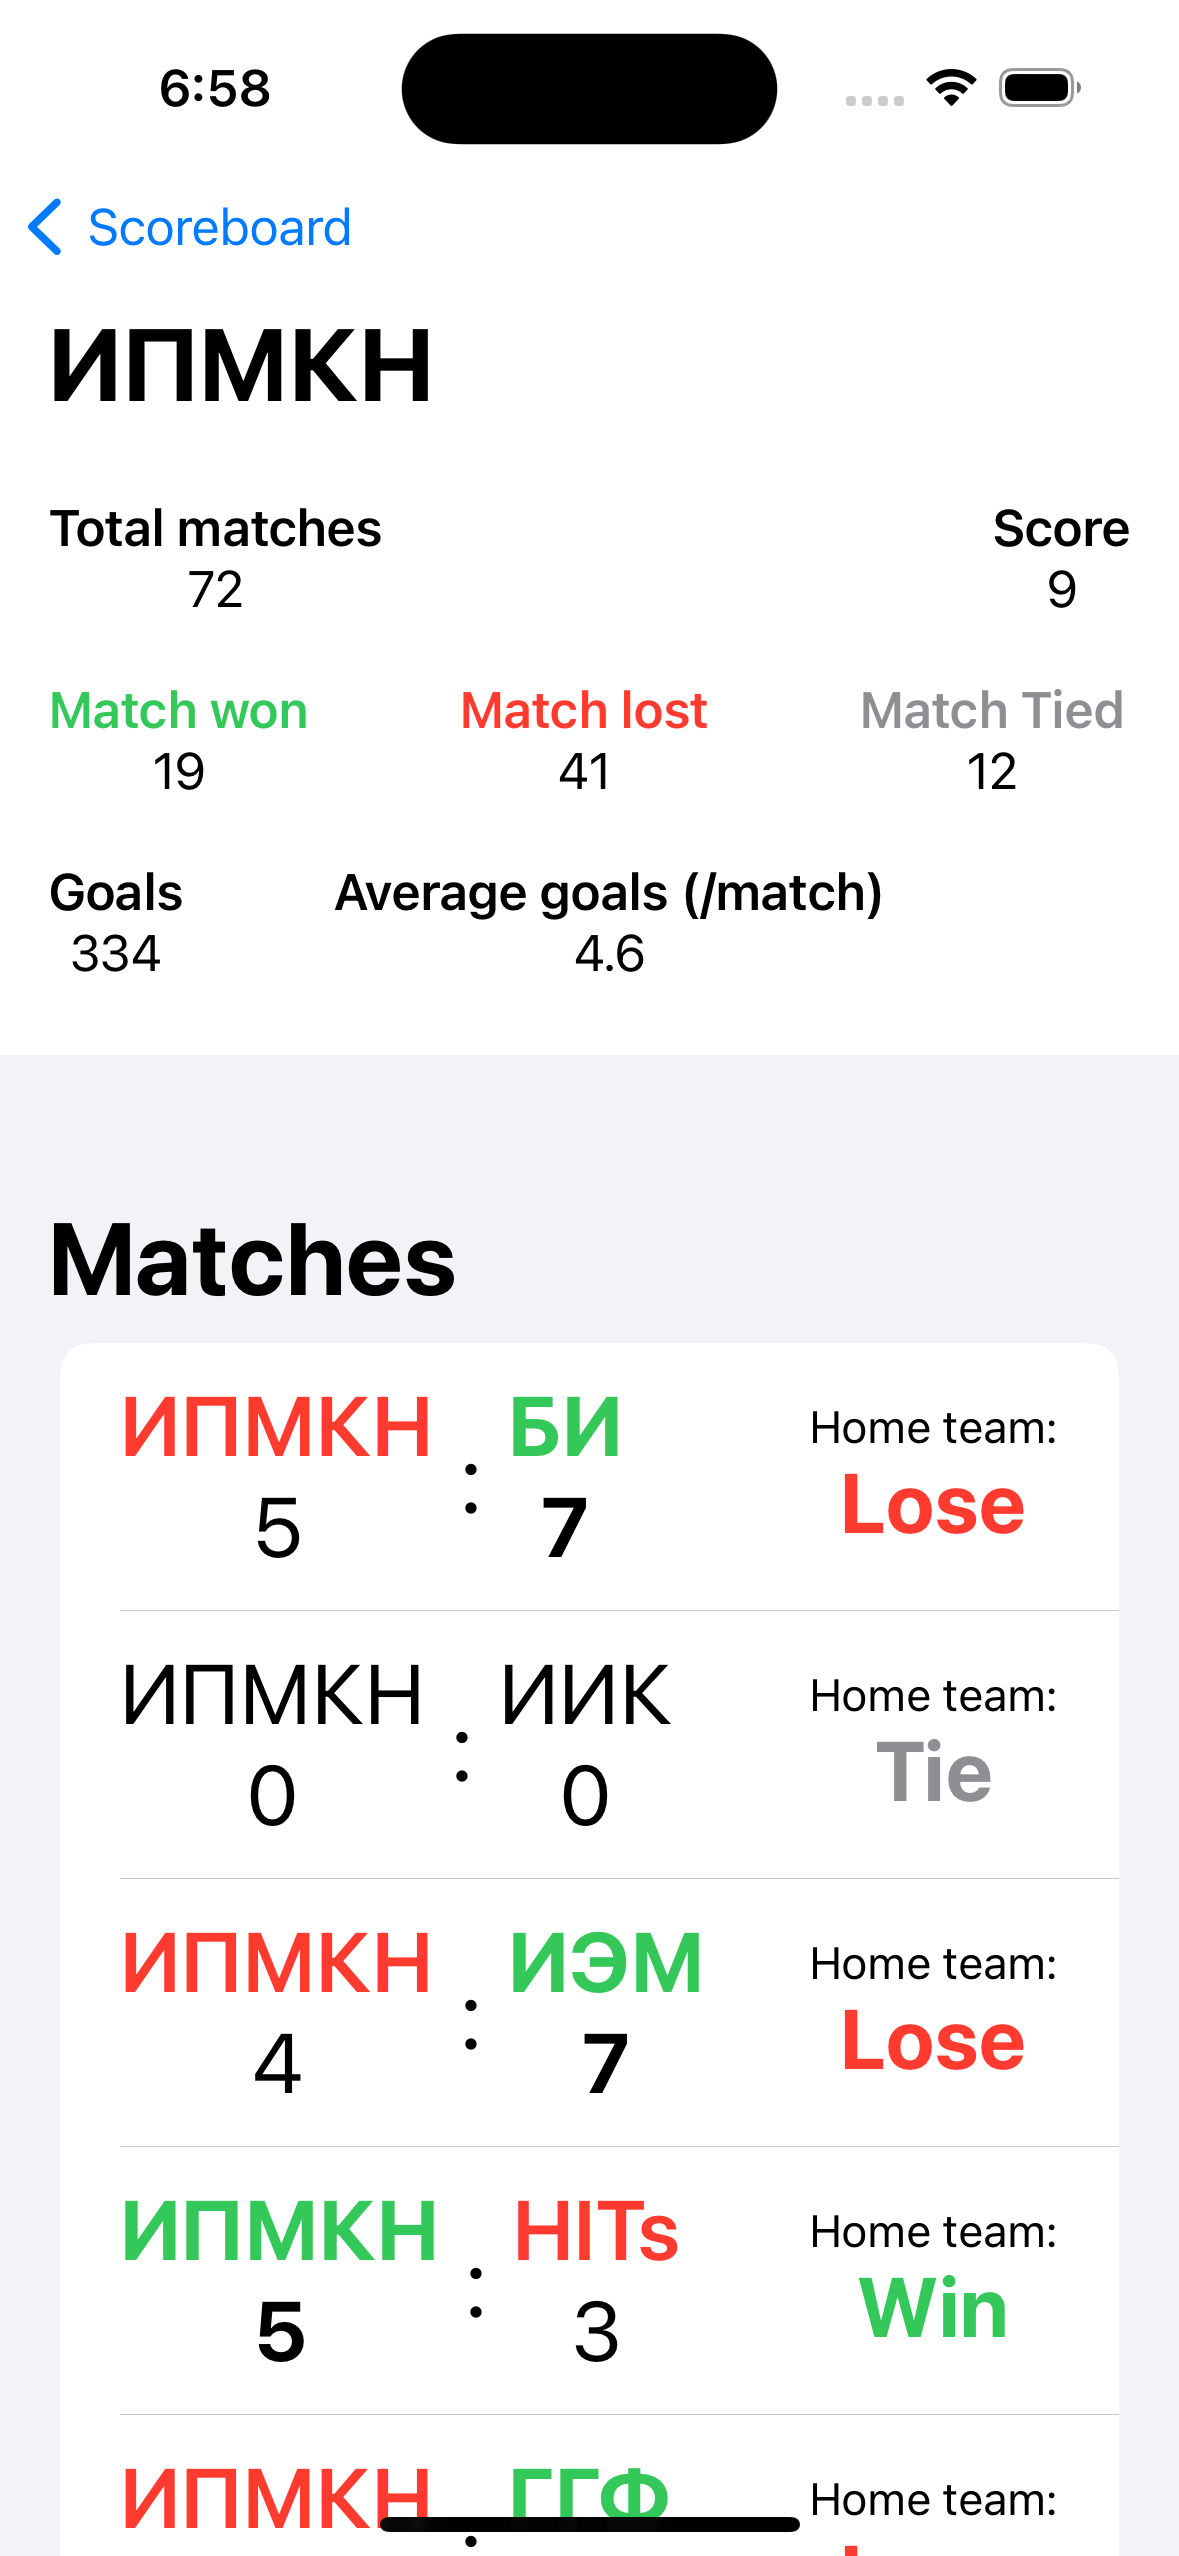 6:58
Scoreboard
ИПМКН
Total matches Score
72 9
Match won Match lost Match Tied
19 41 12
Goals Average goals (/match)
334 4.6
Matches
ИПМКН : БИ Home team:
5 7 Lose
ИПМКН : ИИК Home team:
0 0 Tie
ИПМКН : ИЭМ Home team:
4 7 Lose
ИПМКН : HITs Home team:
5 3 Win
ИПМКН : ГГФ Home team: